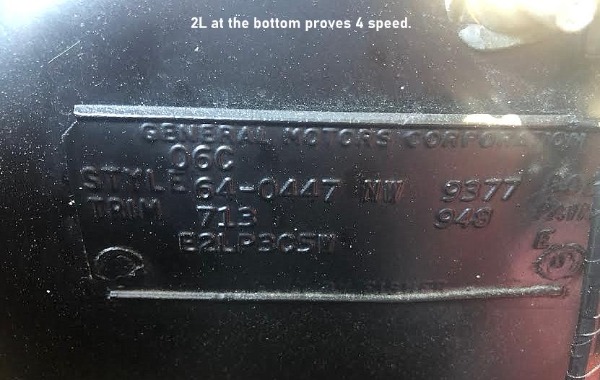 2L at the bottom proves 4 speed.
GENERAL MOTORS CORPORATION
06C
STYLE 64-0447 NW 9377
TRIM 713 948
E2LP3C5W
E